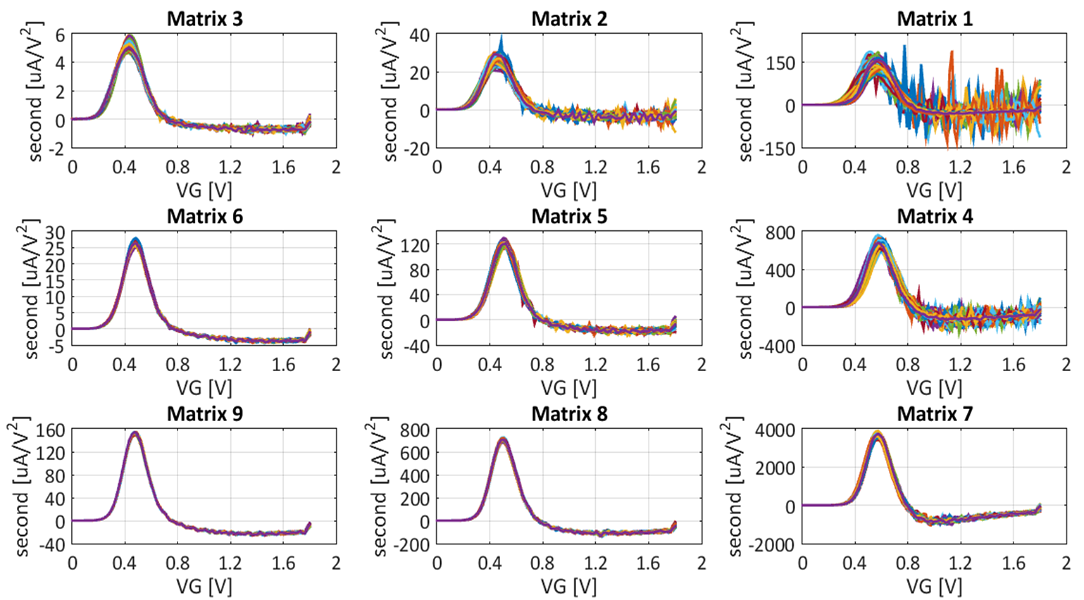 Matrix 3
second [uA/V²]
6
4
2
0
-2
0 0.4 0.8 1.2 1.6 2
VG [V]
Matrix 2
second [uA/V²]
40
20
0
-20
0 0.4 0.8 1.2 1.6 2
VG [V]
Matrix 1
second [uA/V²]
150
0
-150
0 0.4 0.8 1.2 1.6 2
VG [V]
Matrix 6
second [uA/V²]
30
25
20
15
10
5
0
-5
0 0.4 0.8 1.2 1.6 2
VG [V]
Matrix 5
second [uA/V²]
120
80
40
0
-40
0 0.4 0.8 1.2 1.6 2
VG [V]
Matrix 4
second [uA/V²]
800
400
0
-400
0 0.4 0.8 1.2 1.6 2
VG [V]
Matrix 9
second [uA/V²]
160
120
80
40
0
-40
0 0.4 0.8 1.2 1.6 2
VG [V]
Matrix 8
second [uA/V²]
800
600
400
200
0
-200
0 0.4 0.8 1.2 1.6 2
VG [V]
Matrix 7
second [uA/V²]
4000
2000
0
-2000
0 0.4 0.8 1.2 1.6 2
VG [V]